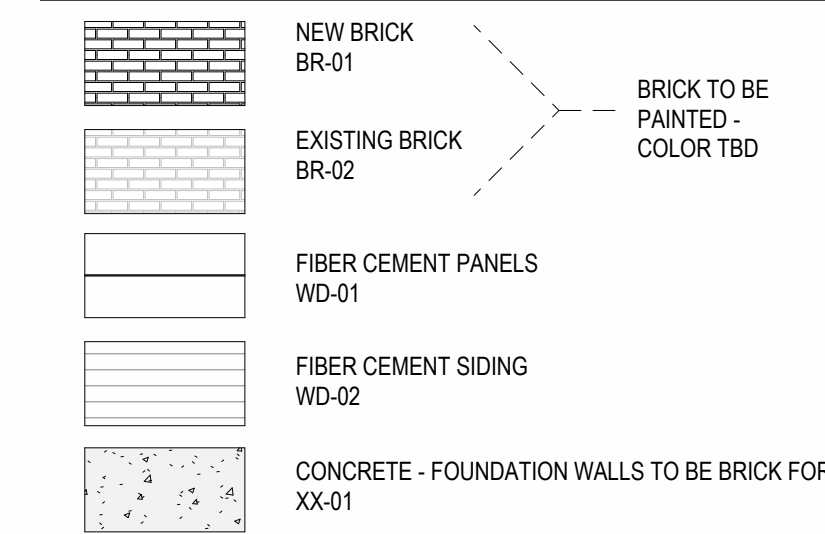 NEW BRICK
BR-01
BRICK TO BE
PAINTED -
COLOR TBD
EXISTING BRICK
BR-02
FIBER CEMENT PANELS
WD-01
FIBER CEMENT SIDING
WD-02
CONCRETE - FOUNDATION WALLS TO BE BRICK FOR
XX-01